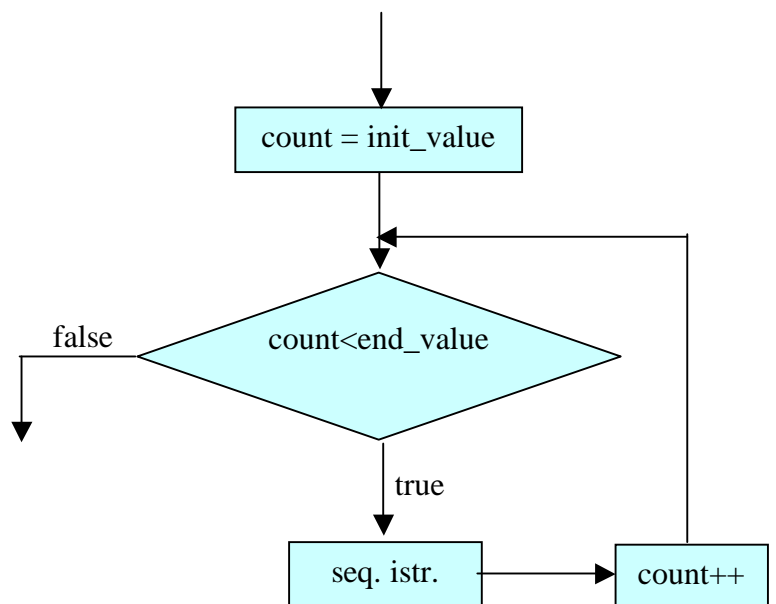 count = init_value
count<end_value
false
true
seq. istr.
count++